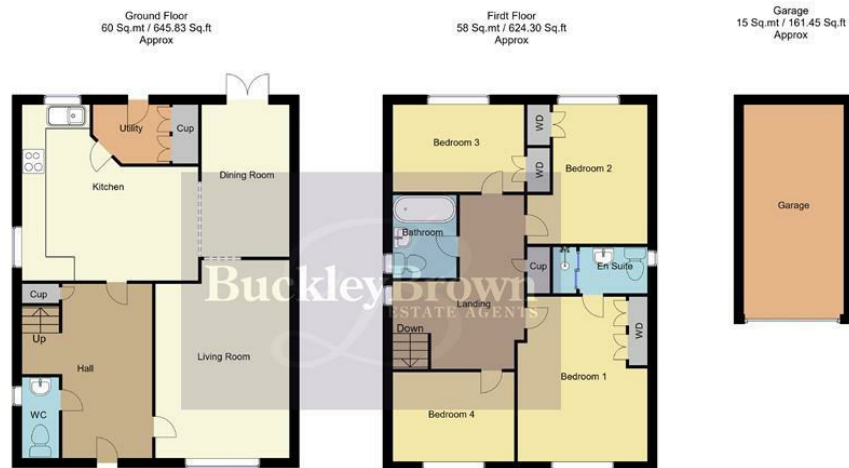 Ground Floor
60 Sq.mt / 645.83 Sq.ft
Approx
Firdt Floor
58 Sq.mt / 624.30 Sq.ft
Approx
Garage
15 Sq.mt / 161.45 Sq.ft
Approx
Utility
Cup
Kitchen
Dining Room
Cup
Up
Hall
WC
Living Room
Bedroom 3
WD
WD
Bedroom 2
Bathroom
Landing
Cup
En Suite
Down
WD
Bedroom 1
Bedroom 4
Garage
BuckleyBrown
ESTATE AGENTS